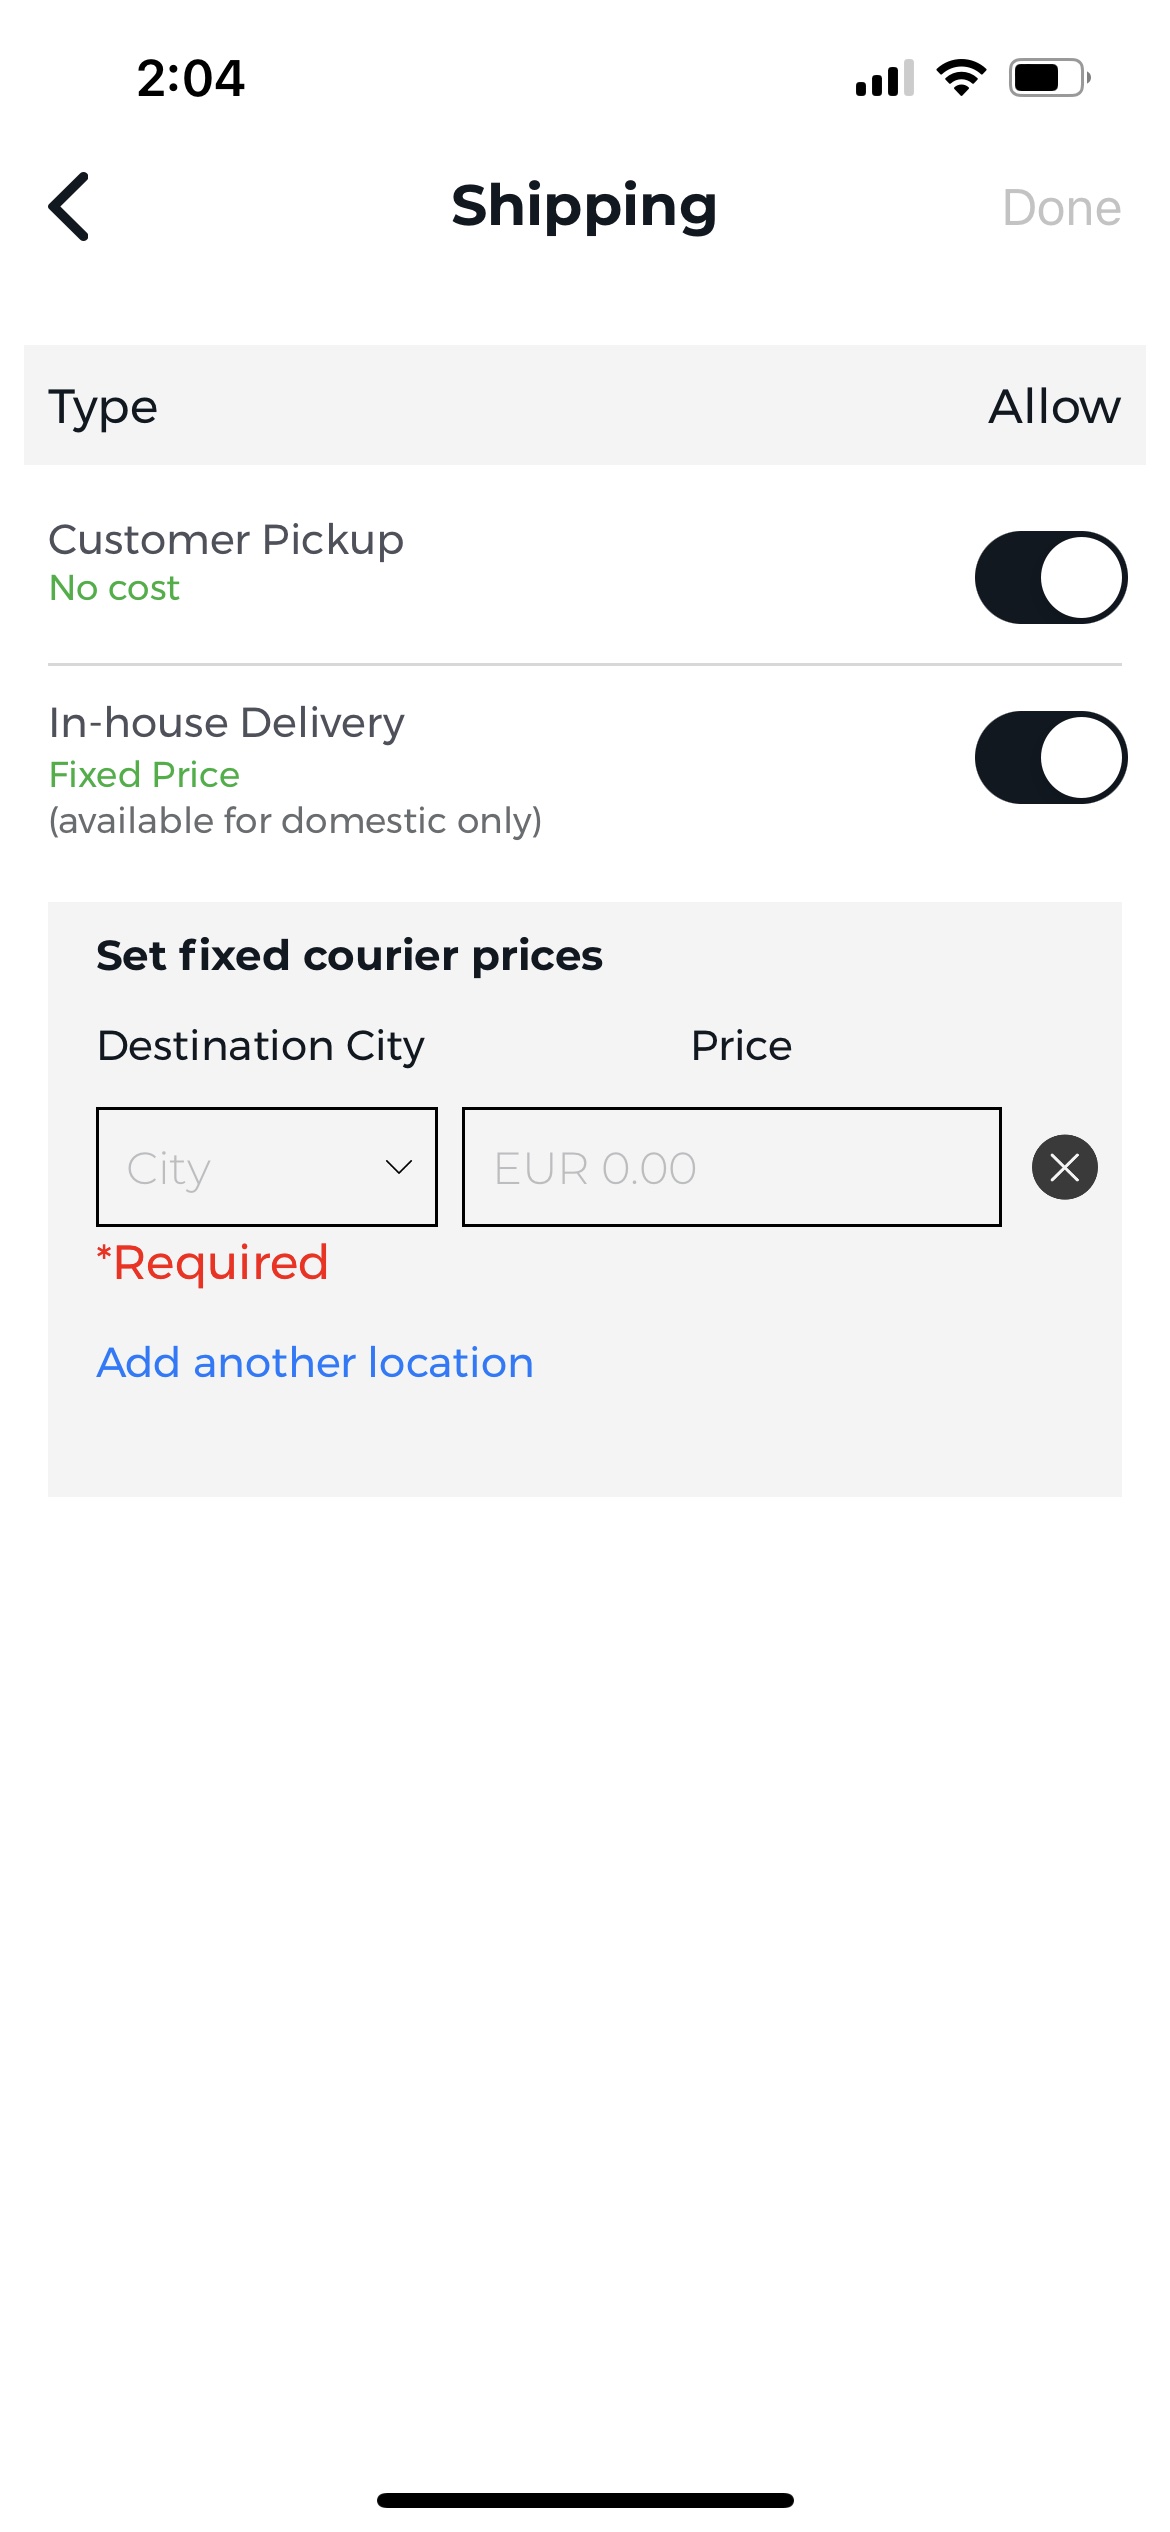 2:04
Shipping
Done
Type
Allow
Customer Pickup
No cost
In-house Delivery
Fixed Price
(available for domestic only)
Set fixed courier prices
Destination City
Price
City
EUR 0.00
*Required
Add another location